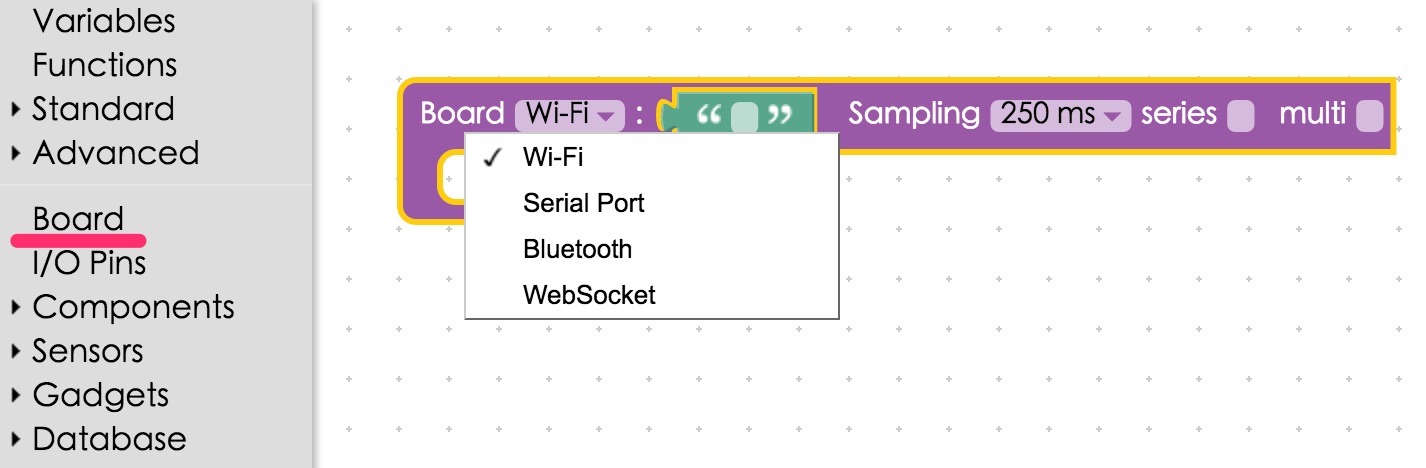 Variables
Functions
Standard
Advanced
Board
I/O Pins
Components
Sensors
Gadgets
Database
Board Wi-Fi : “ ” Sampling 250 ms series multi
✓ Wi-Fi
Serial Port
Bluetooth
WebSocket